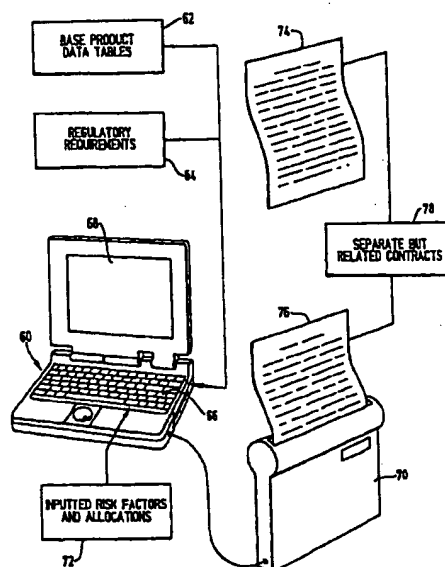 62
BASE PRODUCT
DATA TABLES
REGULATORY
REQUIREMENTS
64
68
60
66
INPUTTED RISK FACTORS
AND ALLOCATIONS
72
74
78
SEPARATE BUT
RELATED CONTRACTS
76
70